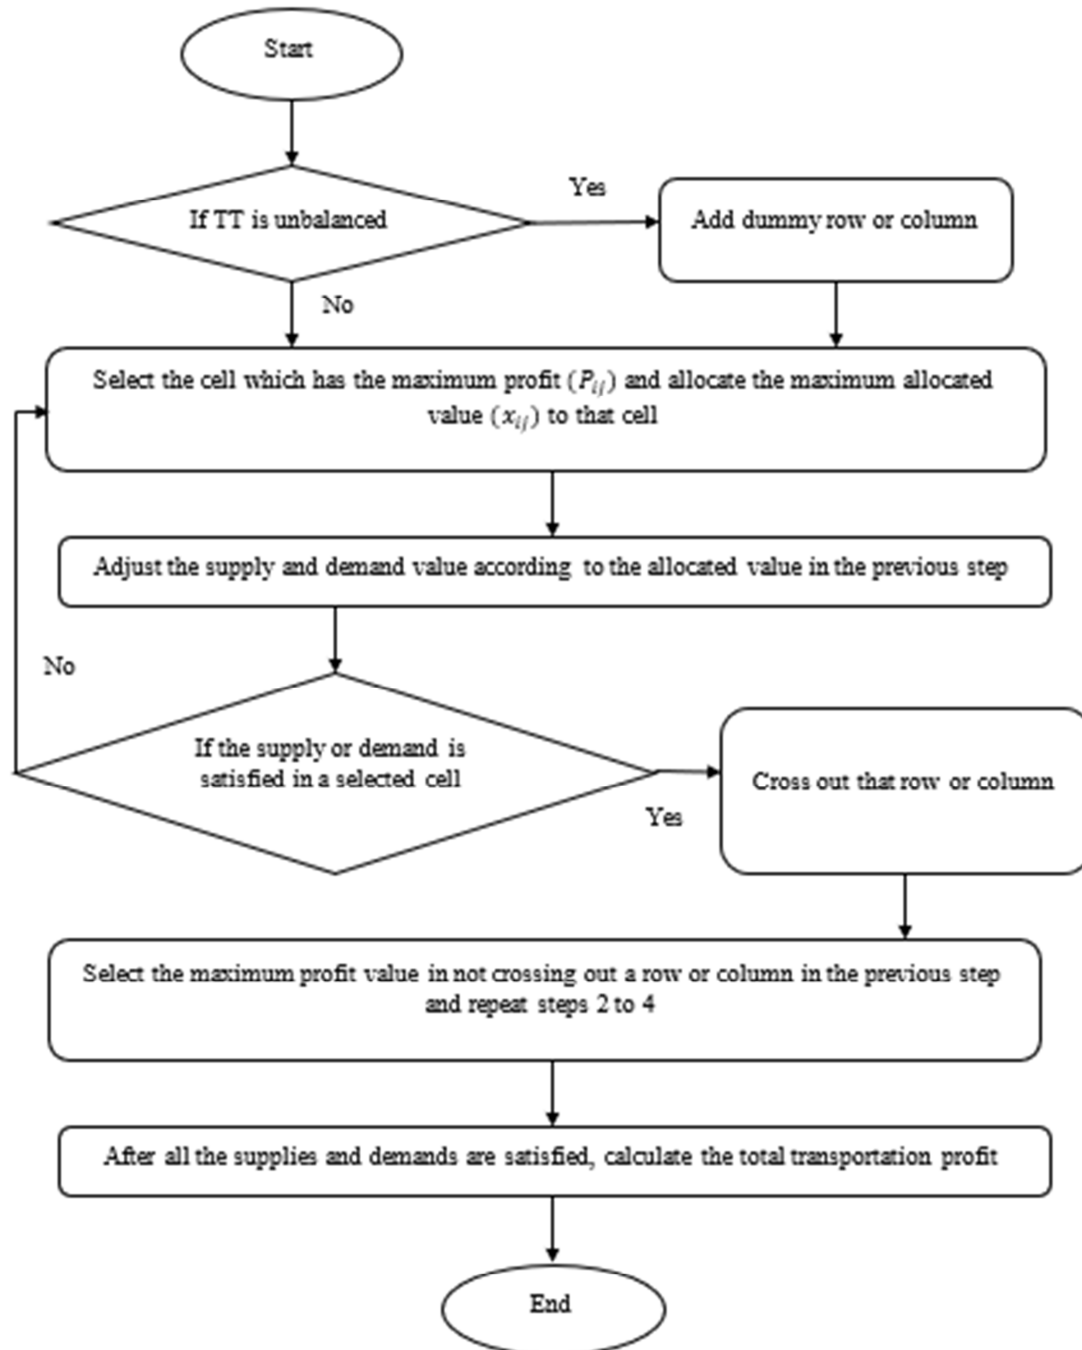 Start
Yes
If TT is unbalanced
Add dummy row or column
No
Select the cell which has the maximum profit (P_{ij}) and allocate the maximum allocated
value (x_{ij}) to that cell
Adjust the supply and demand value according to the allocated value in the previous step
No
If the supply or demand is
satisfied in a selected cell
Cross out that row or column
Yes
Select the maximum profit value in not crossing out a row or column in the previous step
and repeat steps 2 to 4
After all the supplies and demands are satisfied, calculate the total transportation profit
End